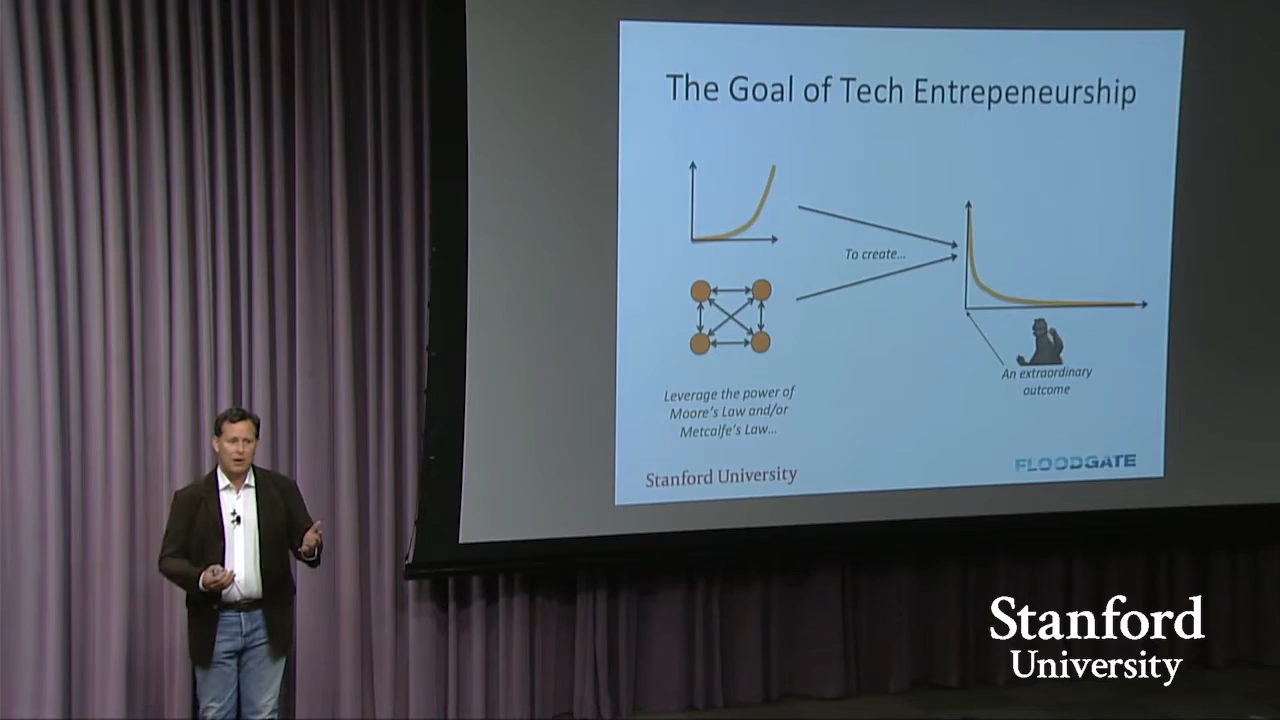 The Goal of Tech Entrepeneurship
To create...
An extraordinary
outcome
Leverage the power of
Moore's Law and/or
Metcalfe's Law...
Stanford University
FLOODGATE
Stanford
University